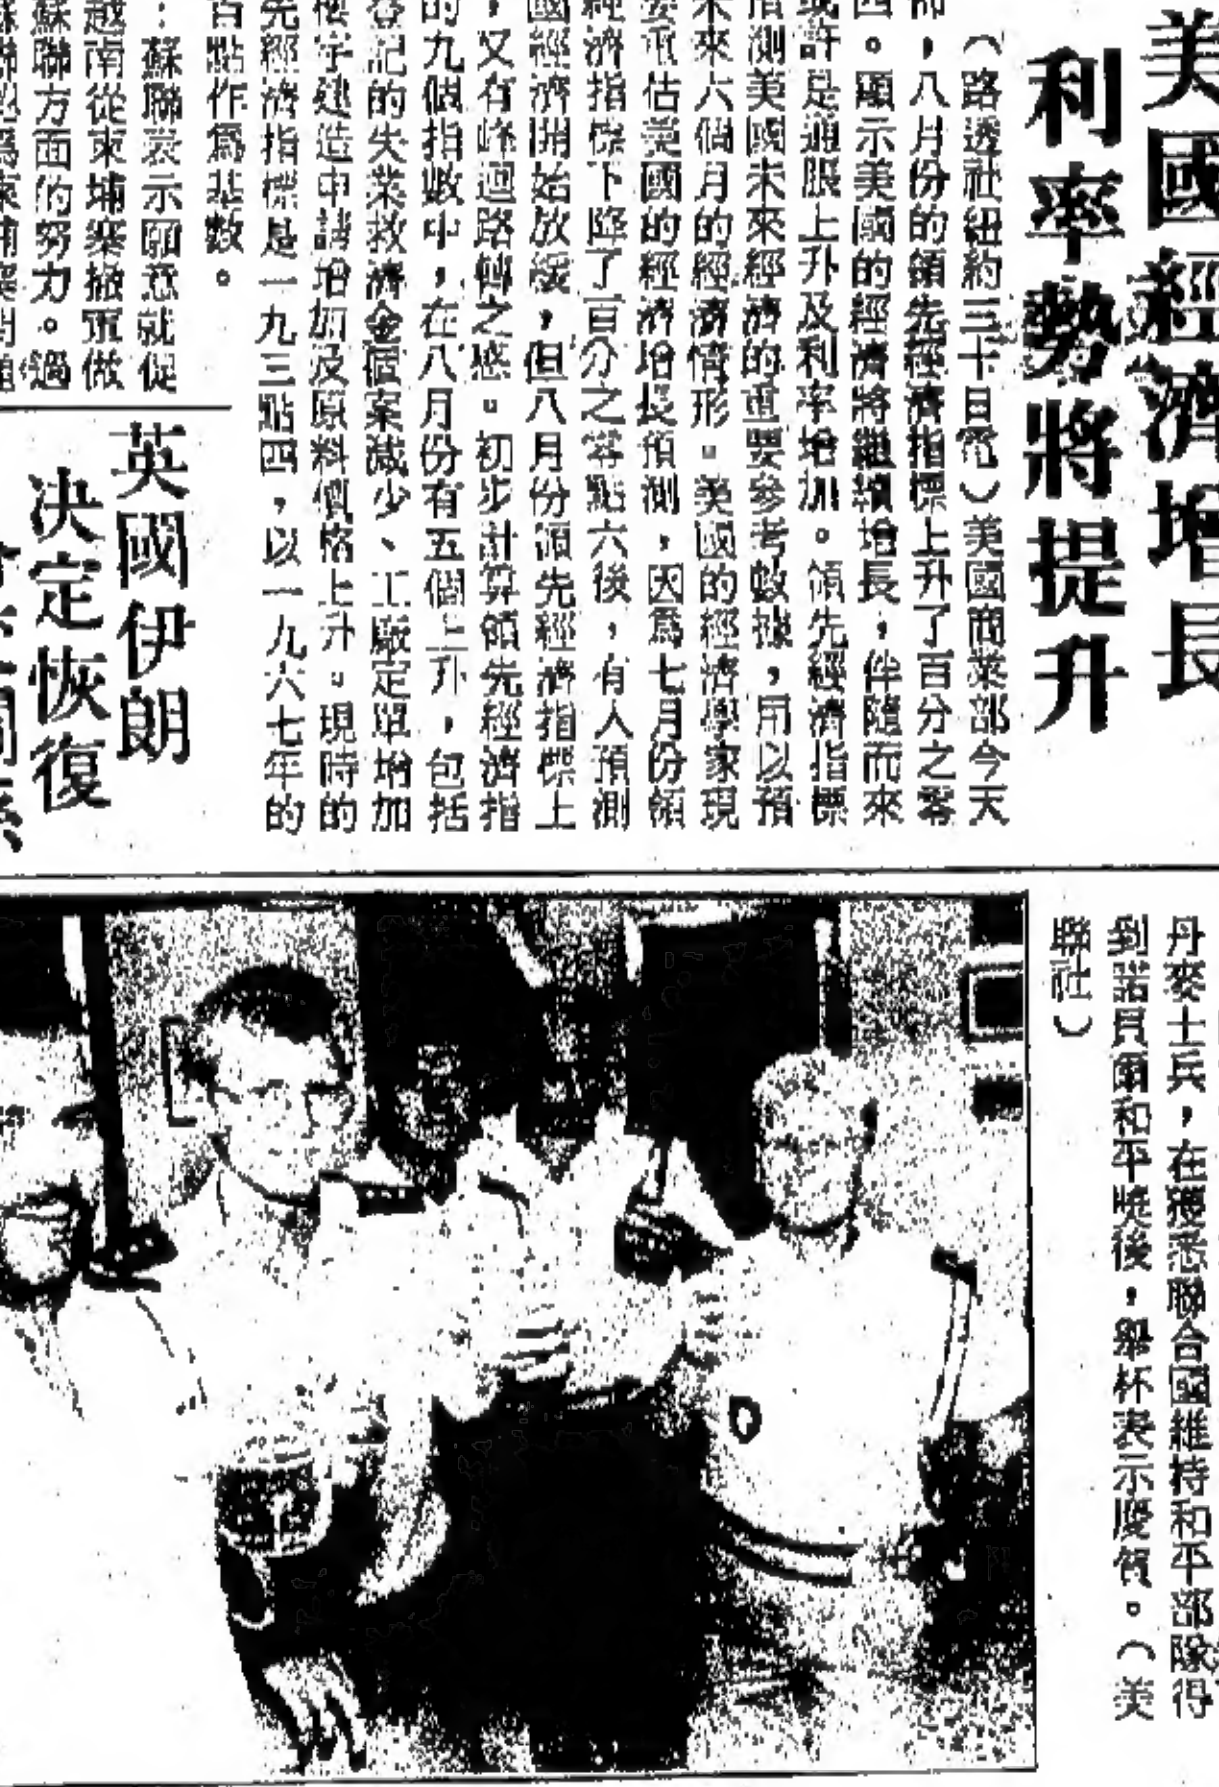 美國經濟增長
利率勢將提升
（路透社紐約三十日電）美國商業部今天
，八月份的領先經濟指標上升了百分之零
四。顯示美國的經濟將繼續增長，伴隨而來
或許是通脹上升及利率增加。領先經濟指標
預測美國未來經濟的重要參考數據，用以預
未來六個月的經濟情形。美國的經濟學家現
要重估美國的經濟增長預測，因為七月份領
經濟指標下降了百分之零點六後，有人預測
國經濟開始放緩，但八月份領先經濟指標上
，又有峰迴路轉之感。初步計算領先經濟指
的九個指數中，在八月份有五個上升，包括
登記的失業救濟金個案減少、工廠定單增加
樓宇建造申請增加及原料價格上升。現時的
先經濟指標是一九三點四，以一九六七年的
百點作為基數。
：蘇聯表示願意就促
越南從柬埔寨撤軍做
蘇聯方面的努力。過
英國伊朗
決定恢復
丹麥士兵，在獲悉聯合國維持和平部隊得
到諾貝爾和平獎後，舉杯表示慶賀。（美
聯社）